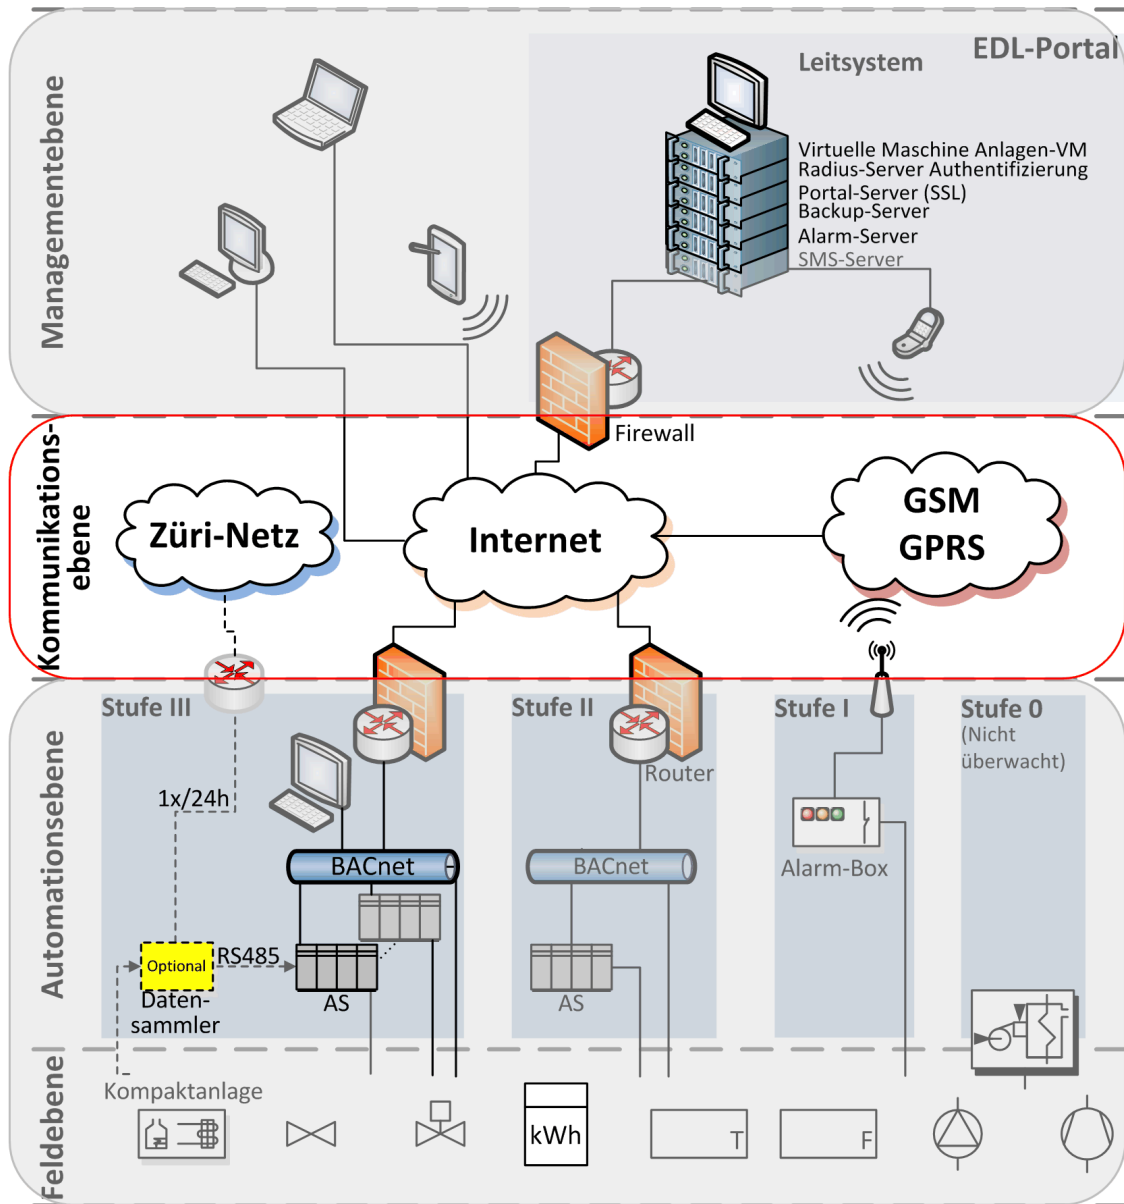 EDL-Portal
Leitsystem
Managementebene
Virtuelle Maschine Anlagen-VM
Radius-Server Authentifizierung
Portal-Server (SSL)
Backup-Server
Alarm-Server
SMS-Server
Firewall
Kommunikations-
ebene
Züri-Netz
Internet
GSM
GPRS
Automationsebene
Stufe III
Stufe II
Stufe I
Stufe 0
(Nicht
überwacht)
Router
1x/24h
BACnet
BACnet
Alarm-Box
Optional
RS485
Daten-
sammler
AS
AS
Feldebene
Kompaktanlage
kWh
T
F